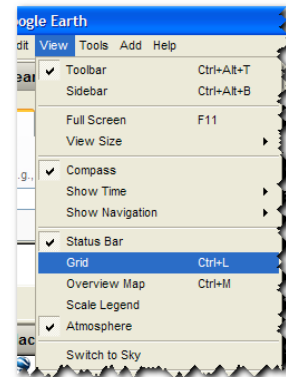 ogle Earth
dit View Tools Add Help
Toolbar Ctrl+Alt+T
Sidebar Ctrl+Alt+B
Full Screen F11
View Size
.g.,
Compass
Show Time
Show Navigation
Status Bar
Grid Ctrl+L
Overview Map Ctrl+M
Scale Legend
Atmosphere
Switch to Sky